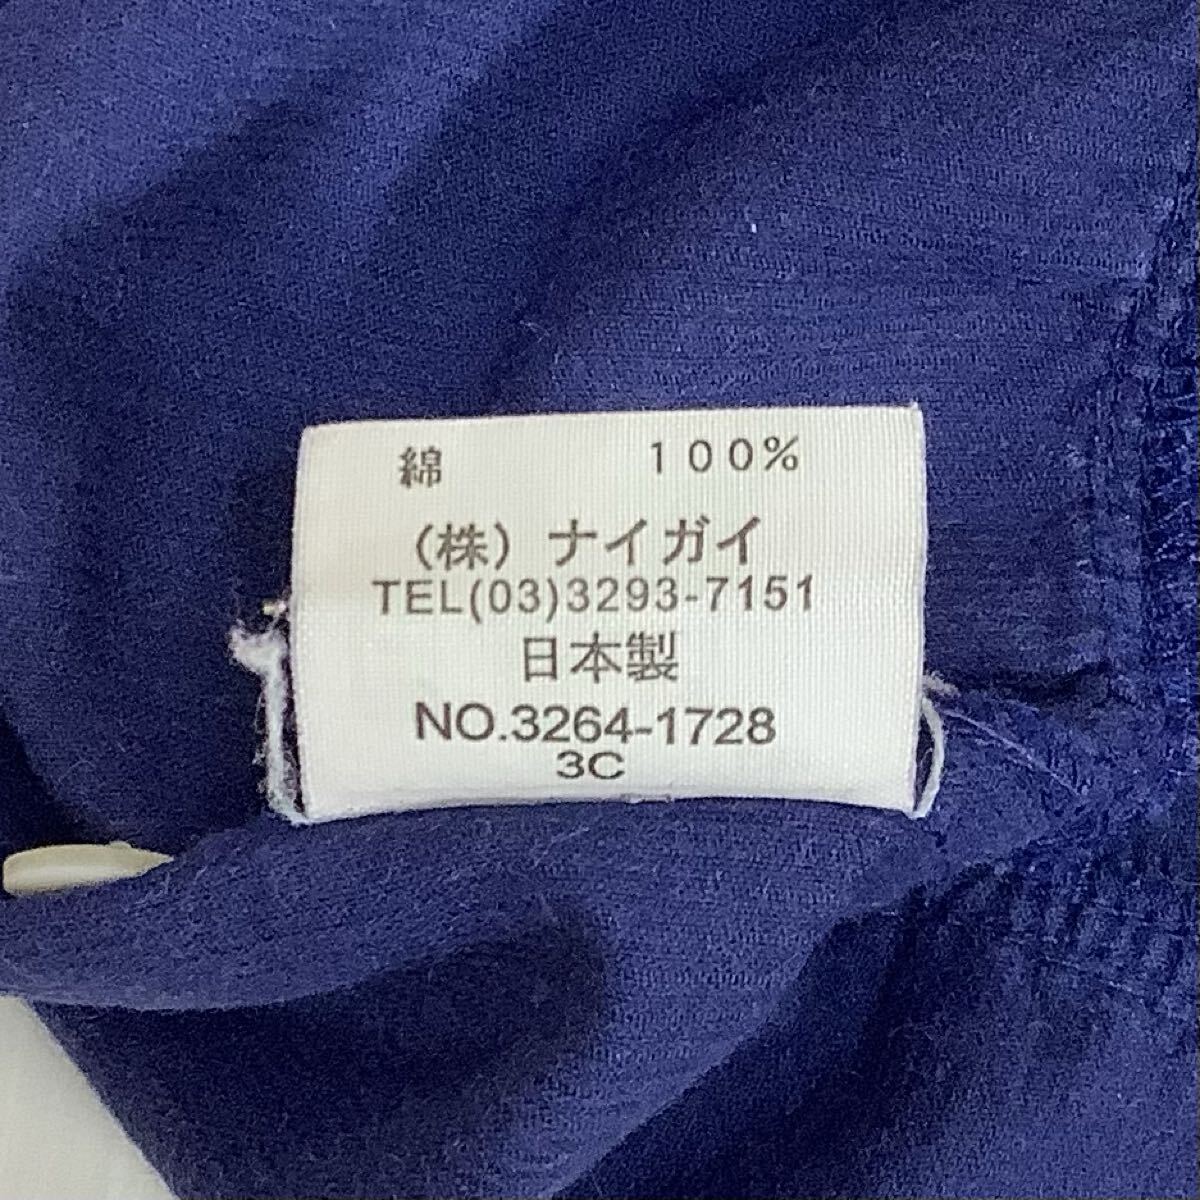 綿 100%
(株) ナイガイ
TEL(03)3293-7151
日本製
NO.3264-1728
3C